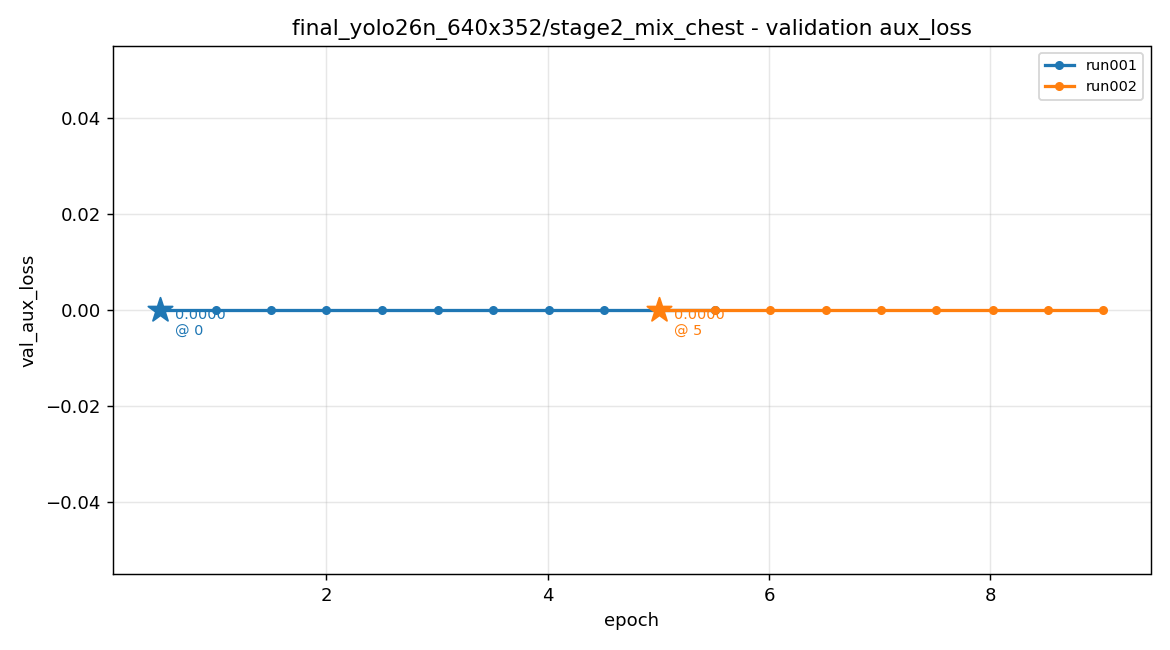 final_yolo26n_640x352/stage2_mix_chest - validation aux_loss
run001
run002
0.04
0.02
0.00
−0.02
−0.04
val_aux_loss
0.0000
@ 0
0.0000
@ 5
2
4
6
8
epoch